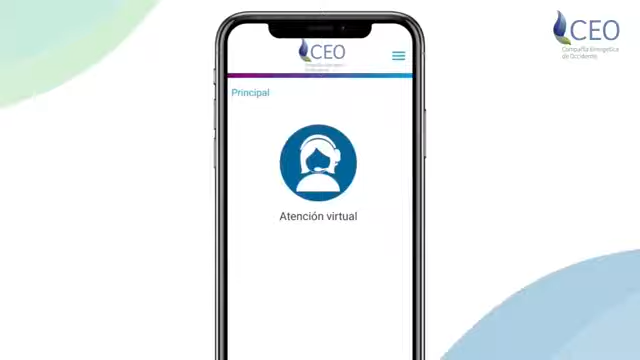 CEO
Compañía Energética
de Occidente
CEO
Principal
Atención virtual